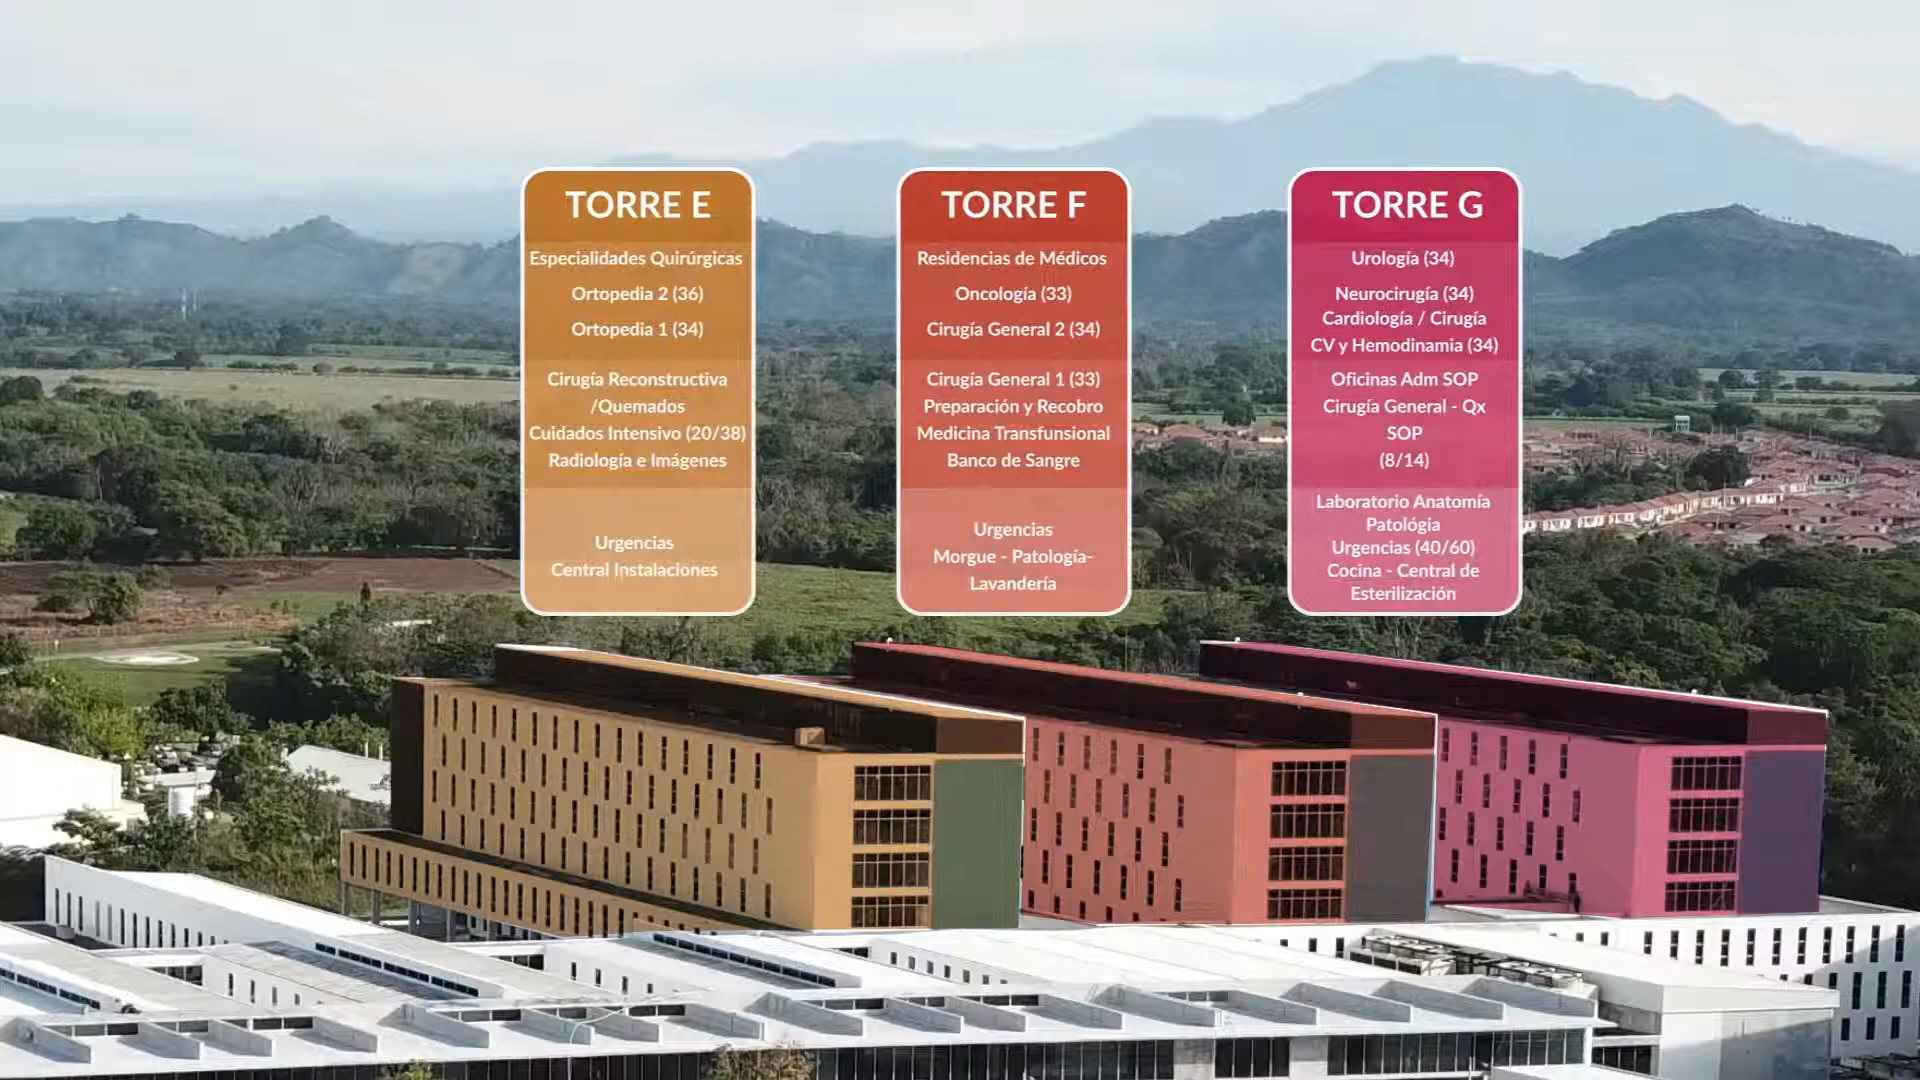 TORRE E
Especialidades Quirúrgicas
Ortopedia 2 (36)
Ortopedia 1 (34)
Cirugía Reconstructiva
/Quemados
Cuidados Intensivo (20/38)
Radiología e Imágenes
Urgencias
Central Instalaciones
TORRE F
Residencias de Médicos
Oncología (33)
Cirugía General 2 (34)
Cirugía General 1 (33)
Preparación y Recobro
Medicina Transfunsional
Banco de Sangre
Urgencias
Morgue - Patología-
Lavandería
TORRE G
Urología (34)
Neurocirugía (34)
Cardiología / Cirugía
CV y Hemodinamia (34)
Oficinas Adm SOP
Cirugía General - Qx
SOP
(8/14)
Laboratorio Anatomía
Patológia
Urgencias (40/60)
Cocina - Central de
Esterilización